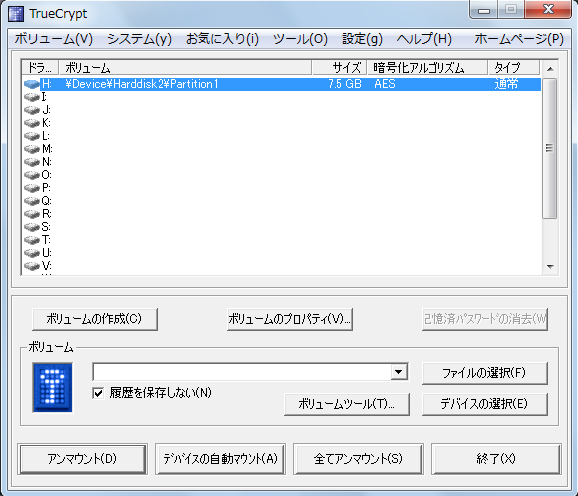 TrueCrypt
ボリューム(V) システム(y) お気に入り(i) ツール(O) 設定(g) ヘルプ(H) ホームページ(P)
ドラ... ボリューム サイズ 暗号化アルゴリズム タイプ
H: ¥Device¥Harddisk2¥Partition1 7.5 GB AES 通常
I:
J:
K:
L:
M:
N:
O:
P:
Q:
R:
S:
T:
U:
V:
ボリュームの作成(C) ボリュームのプロパティ(V)... 記憶済パスワードの消去(W
ボリューム
ファイルの選択(F)
履歴を保存しない(N)
ボリュームツール(T)... デバイスの選択(E)
アンマウント(D) デバイスの自動マウント(A) 全てアンマウント(S) 終了(X)